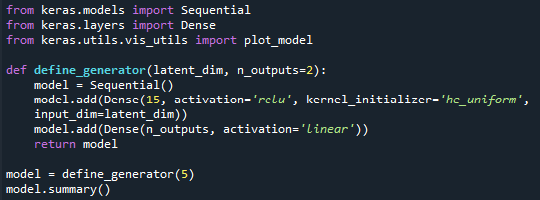 from keras.models import Sequential
from keras.layers import Dense
from keras.utils.vis_utils import plot_model

def define_generator(latent_dim, n_outputs=2):
    model = Sequential()
    model.add(Dense(15, activation='relu', kernel_initializer='he_uniform',
    input_dim=latent_dim))
    model.add(Dense(n_outputs, activation='linear'))
    return model

model = define_generator(5)
model.summary()